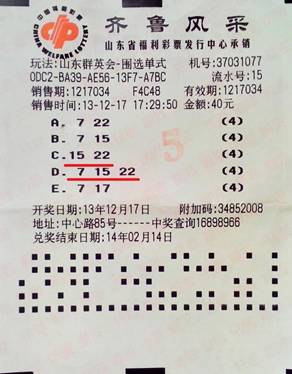 中国福利彩票
CHINA WELFARE LOTTERY
齐鲁风采
山东省福利彩票发行中心承销
玩法:山东群英会-围选单式 机号:37031077
0DC2-BA39-AE56-13F7-A7BC 流水号:15
销售期:1217034 F4C48 有效期:1217034
销售时间:13-12-17 17:29:50 金额:40元
A. 7 22 (4)
B. 7 15 (4)
C. 15 22 (4)
D. 7 15 22 (4)
E. 7 17 (4)
5
开奖日期:13年12月17日 附加码:34852008
地址:中心路85号------中奖查询16898966
兑奖结束日期:14年02月14日